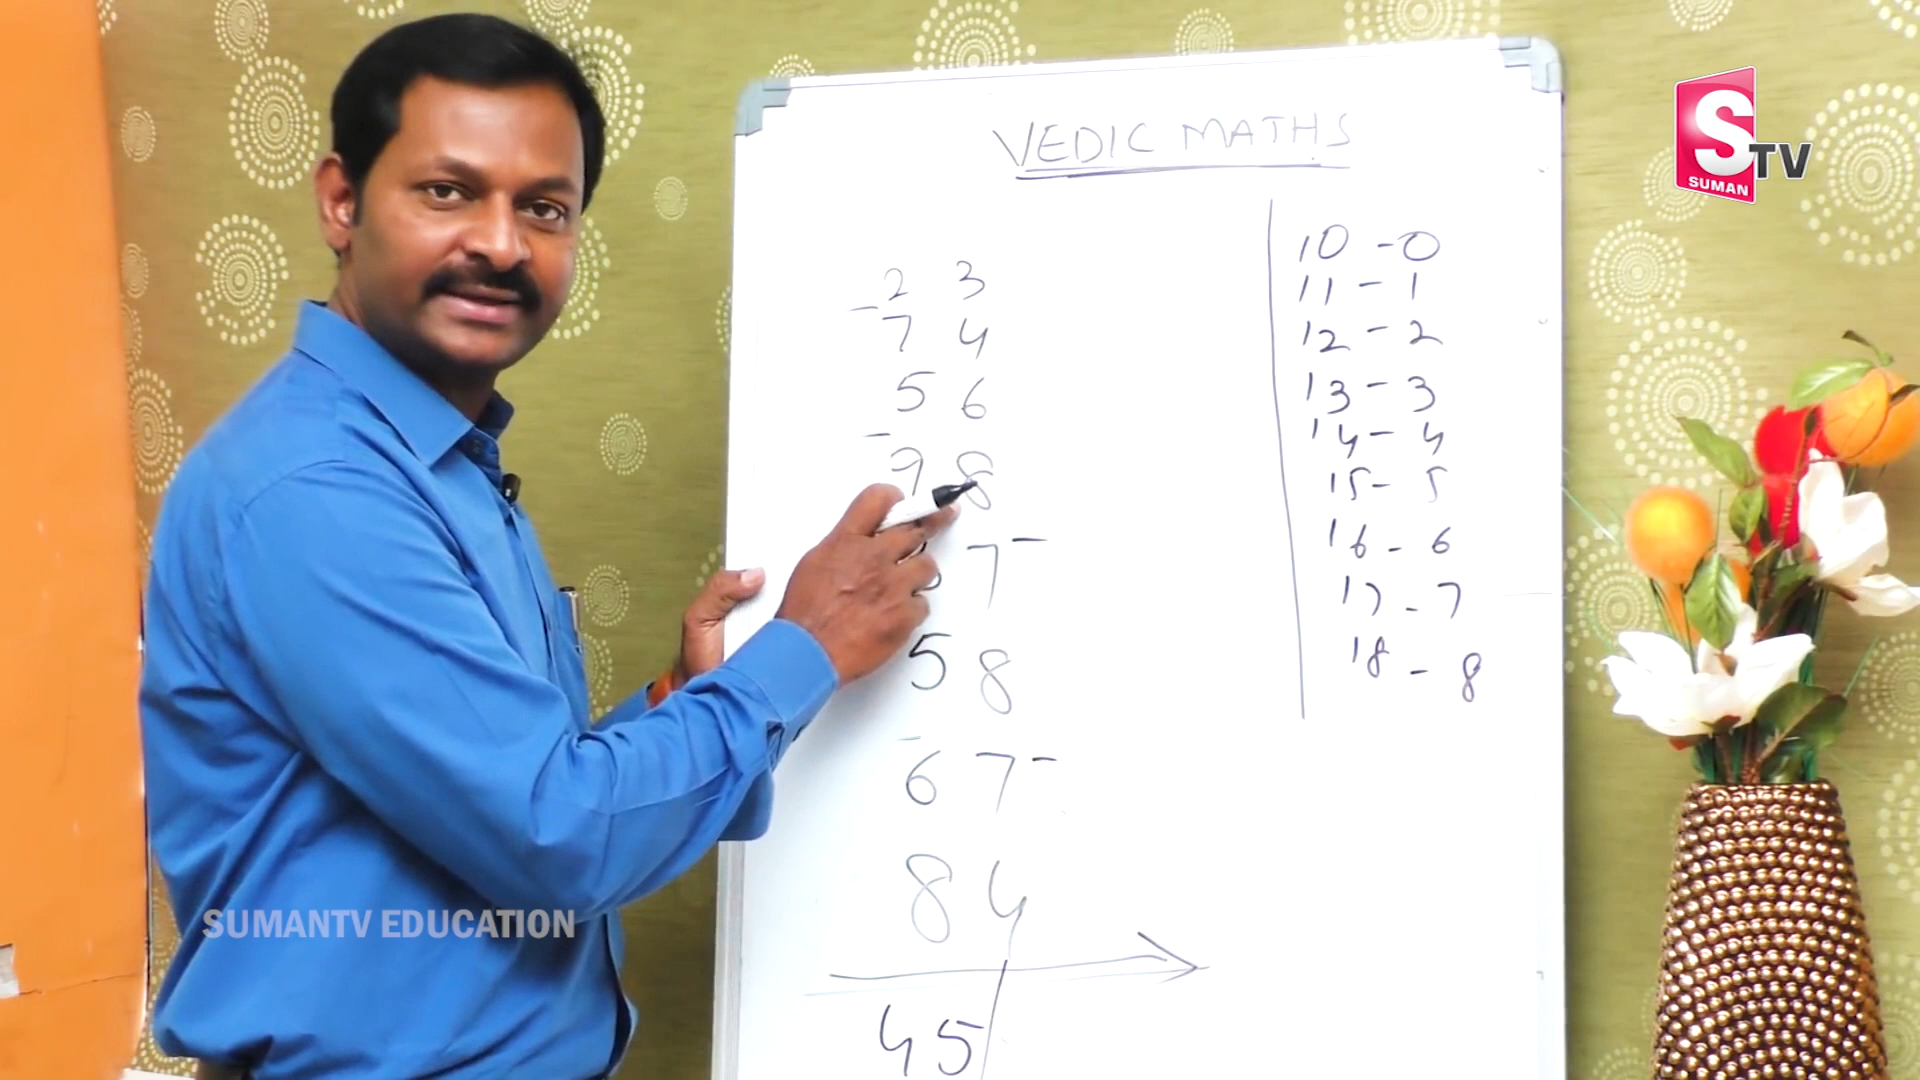 VEDIC MATHS
S TV
SUMAN
2 3
7 4
5 6
9 8
7
5 8
6 7
8 4
45
10 - 0
11 - 1
12 - 2
13 - 3
14 - 4
15 - 5
16 - 6
17 - 7
18 - 8
SUMANTV EDUCATION